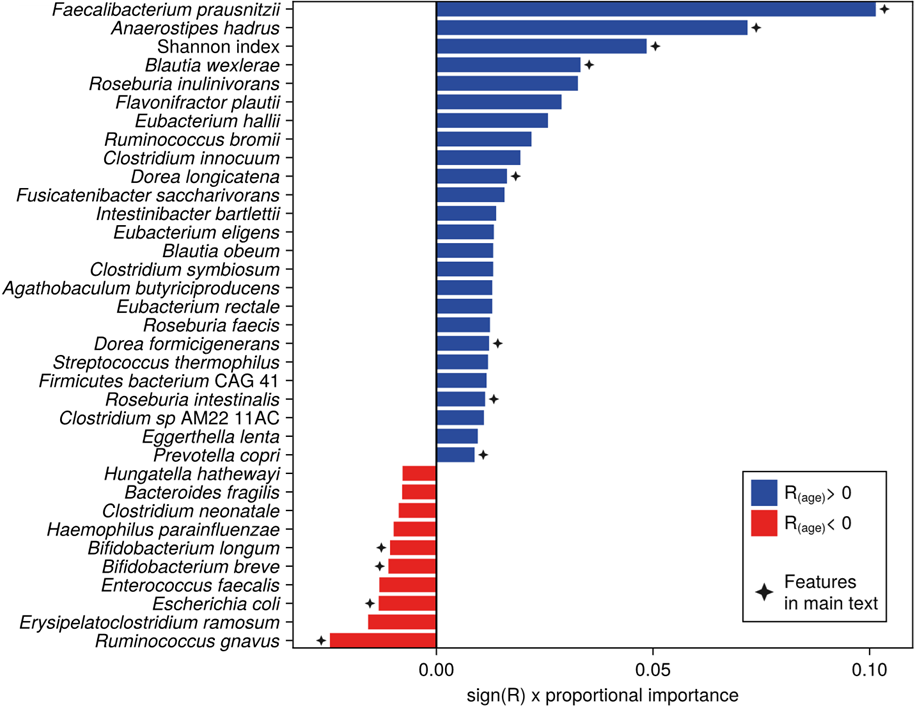 Faecalibacterium prausnitzii
Anaerostipes hadrus
Shannon index
Blautia wexlerae
Roseburia inulinivorans
Flavonifractor plautii
Eubacterium hallii
Ruminococcus bromii
Clostridium innocuum
Dorea longicatena
Fusicatenibacter saccharivorans
Intestinibacter bartlettii
Eubacterium eligens
Blautia obeum
Clostridium symbiosum
Agathobaculum butyriciproducens
Eubacterium rectale
Roseburia faecis
Dorea formicigenerans
Streptococcus thermophilus
Firmicutes bacterium CAG 41
Roseburia intestinalis
Clostridium sp AM22 11AC
Eggerthella lenta
Prevotella copri
Hungatella hathewayi
Bacteroides fragilis
Clostridium neonatale
Haemophilus parainfluenzae
Bifidobacterium longum
Bifidobacterium breve
Enterococcus faecalis
Escherichia coli
Erysipelatoclostridium ramosum
Ruminococcus gnavus
R(age)> 0
R(age)< 0
Features
in main text
0.00 0.05 0.10
sign(R) x proportional importance